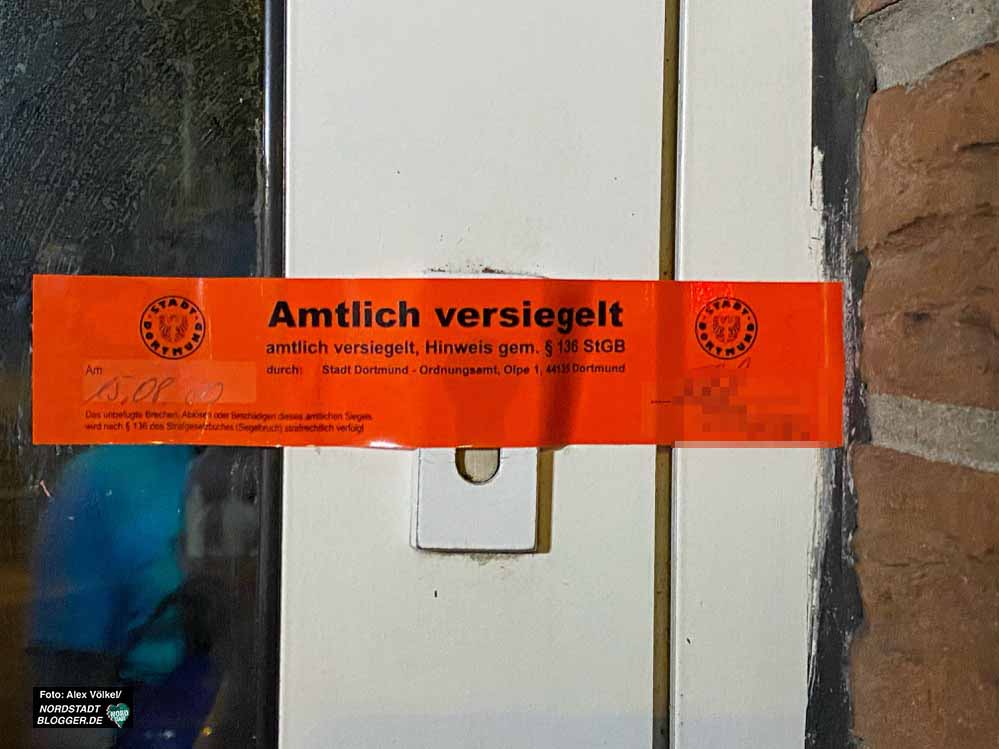 Amtlich versiegelt
amtlich versiegelt, Hinweis gem. § 136 StGB
durch: Stadt Dortmund - Ordnungsamt, Olpe 1, 44135 Dortmund
STADT DORTMUND
STADT DORTMUND
Am
Das unbefugte Brechen, Ablösen oder Beschädigen dieses amtlichen Siegels
wird nach § 136 des Strafgesetzbuches (Siegelbruch) strafrechtlich verfolgt
Foto: Alex Völkel/
NORDSTADT
BLOGGER.DE
NORD